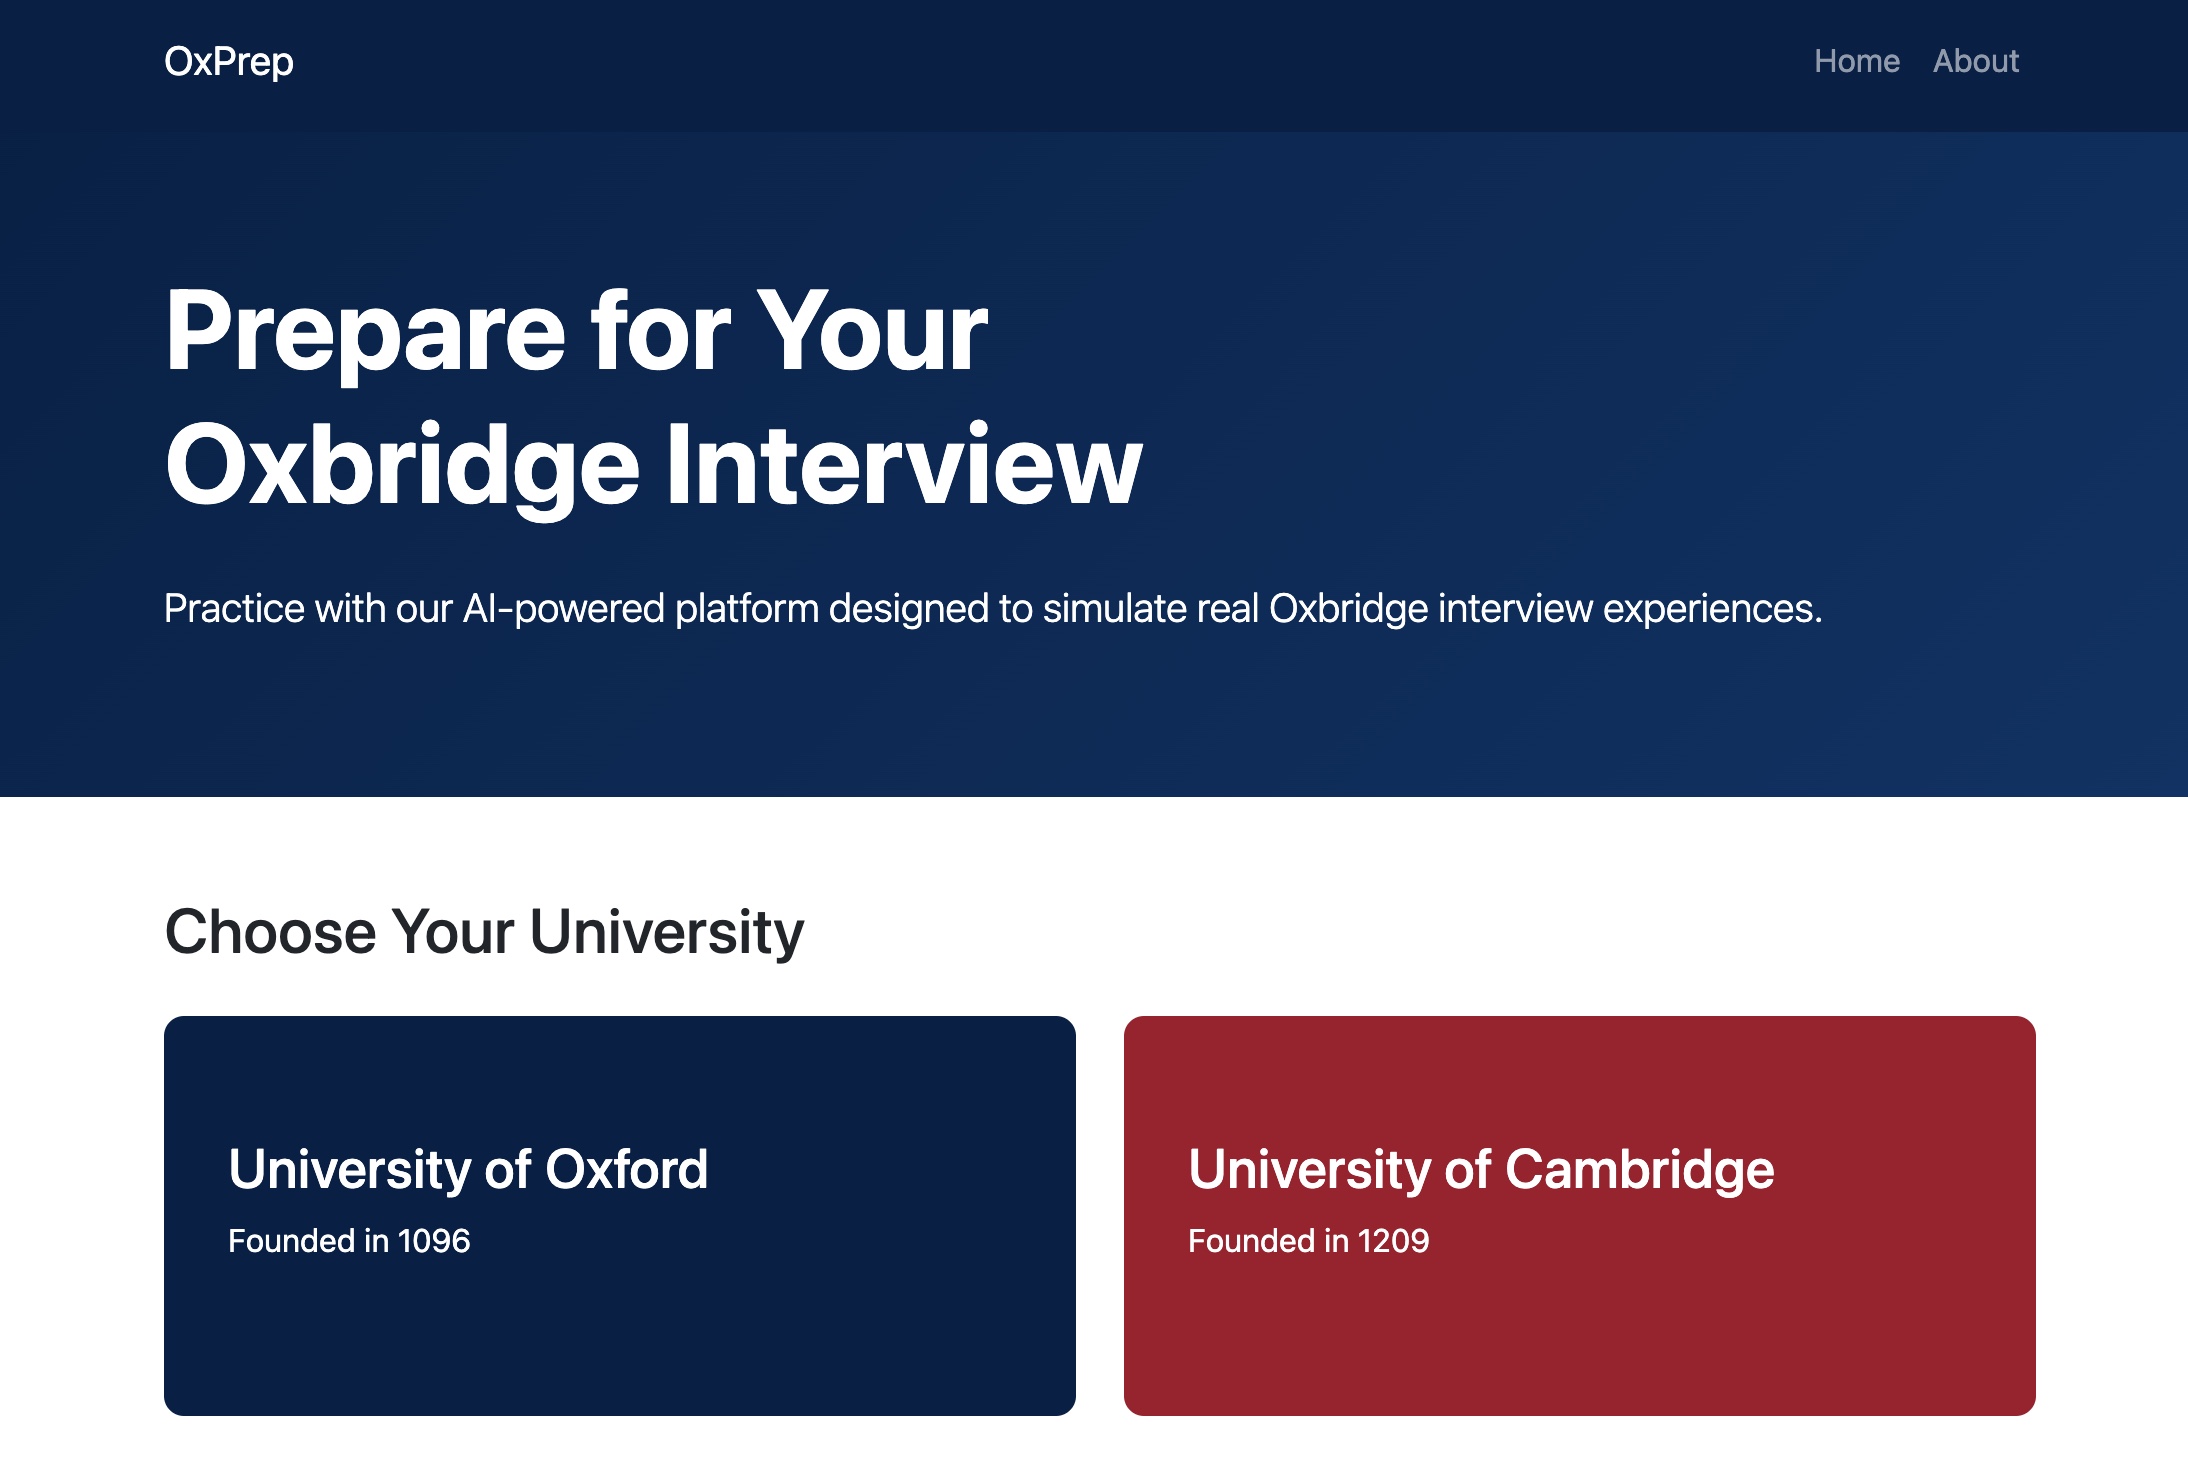 OxPrep
Home About
Prepare for Your
Oxbridge Interview
Practice with our AI-powered platform designed to simulate real Oxbridge interview experiences.
Choose Your University
University of Oxford
Founded in 1096
University of Cambridge
Founded in 1209